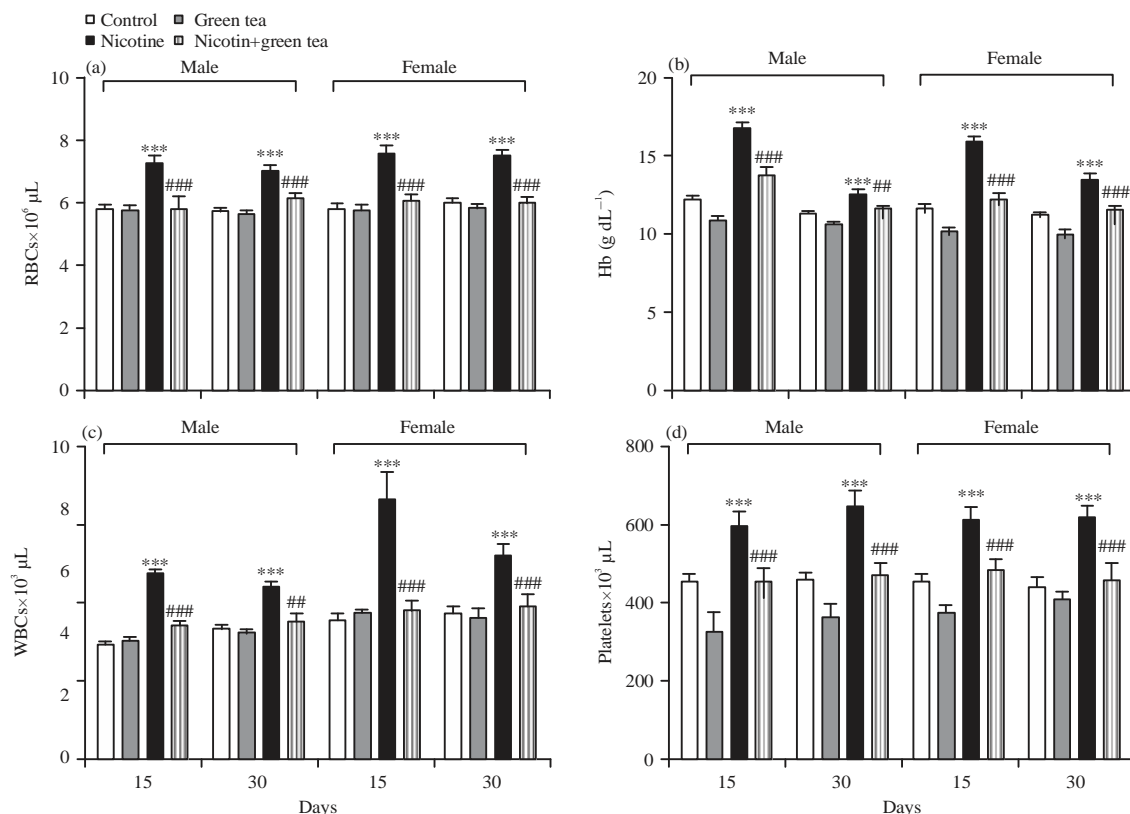 Control
Green tea
Nicotine
Nicotin+green tea
(a)
Male
Female
10
8
6
4
2
0
RBCs×10⁶ µL
***
###
***
###
***
###
***
###
(b)
Male
Female
20
15
10
5
0
Hb (g dL⁻¹)
***
###
***
##
***
###
***
###
(c)
Male
Female
10
8
6
4
2
0
WBCs×10³ µL
***
###
***
##
***
###
***
###
15
30
15
30
Days
(d)
Male
Female
800
600
400
400
0
Platelets×10³ µL
***
###
***
###
***
###
***
###
15
30
15
30
Days